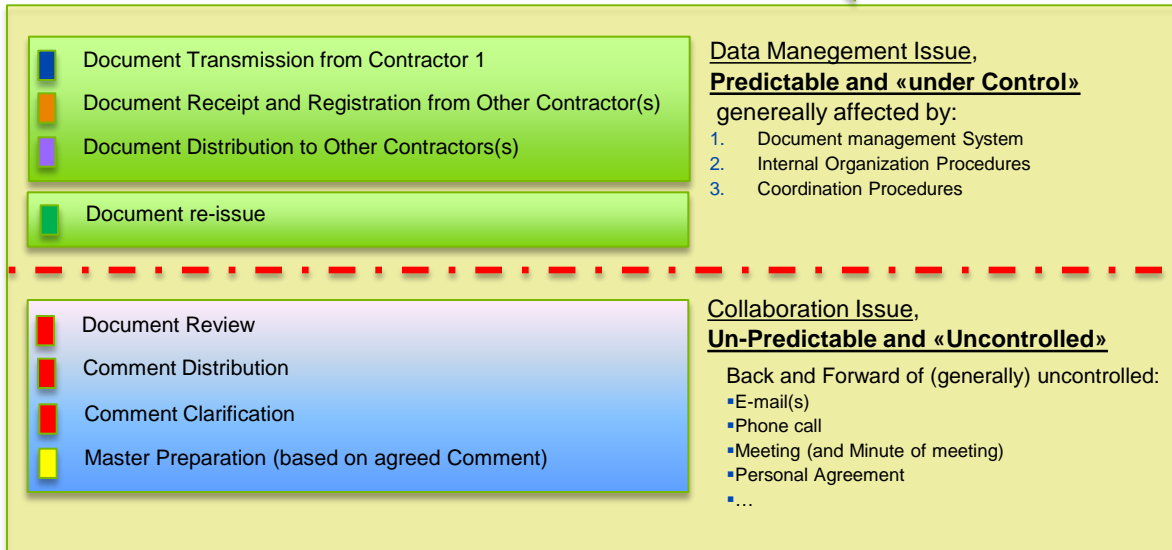 Document Transmission from Contractor 1
Document Receipt and Registration from Other Contractor(s)
Document Distribution to Other Contractors(s)
Document re-issue
Data Manegement Issue,
Predictable and «under Control»
genereally affected by:
1. Document management System
2. Internal Organization Procedures
3. Coordination Procedures
Document Review
Comment Distribution
Comment Clarification
Master Preparation (based on agreed Comment)
Collaboration Issue,
Un-Predictable and «Uncontrolled»
Back and Forward of (generally) uncontrolled:
▪E-mail(s)
▪Phone call
▪Meeting (and Minute of meeting)
▪Personal Agreement
▪…